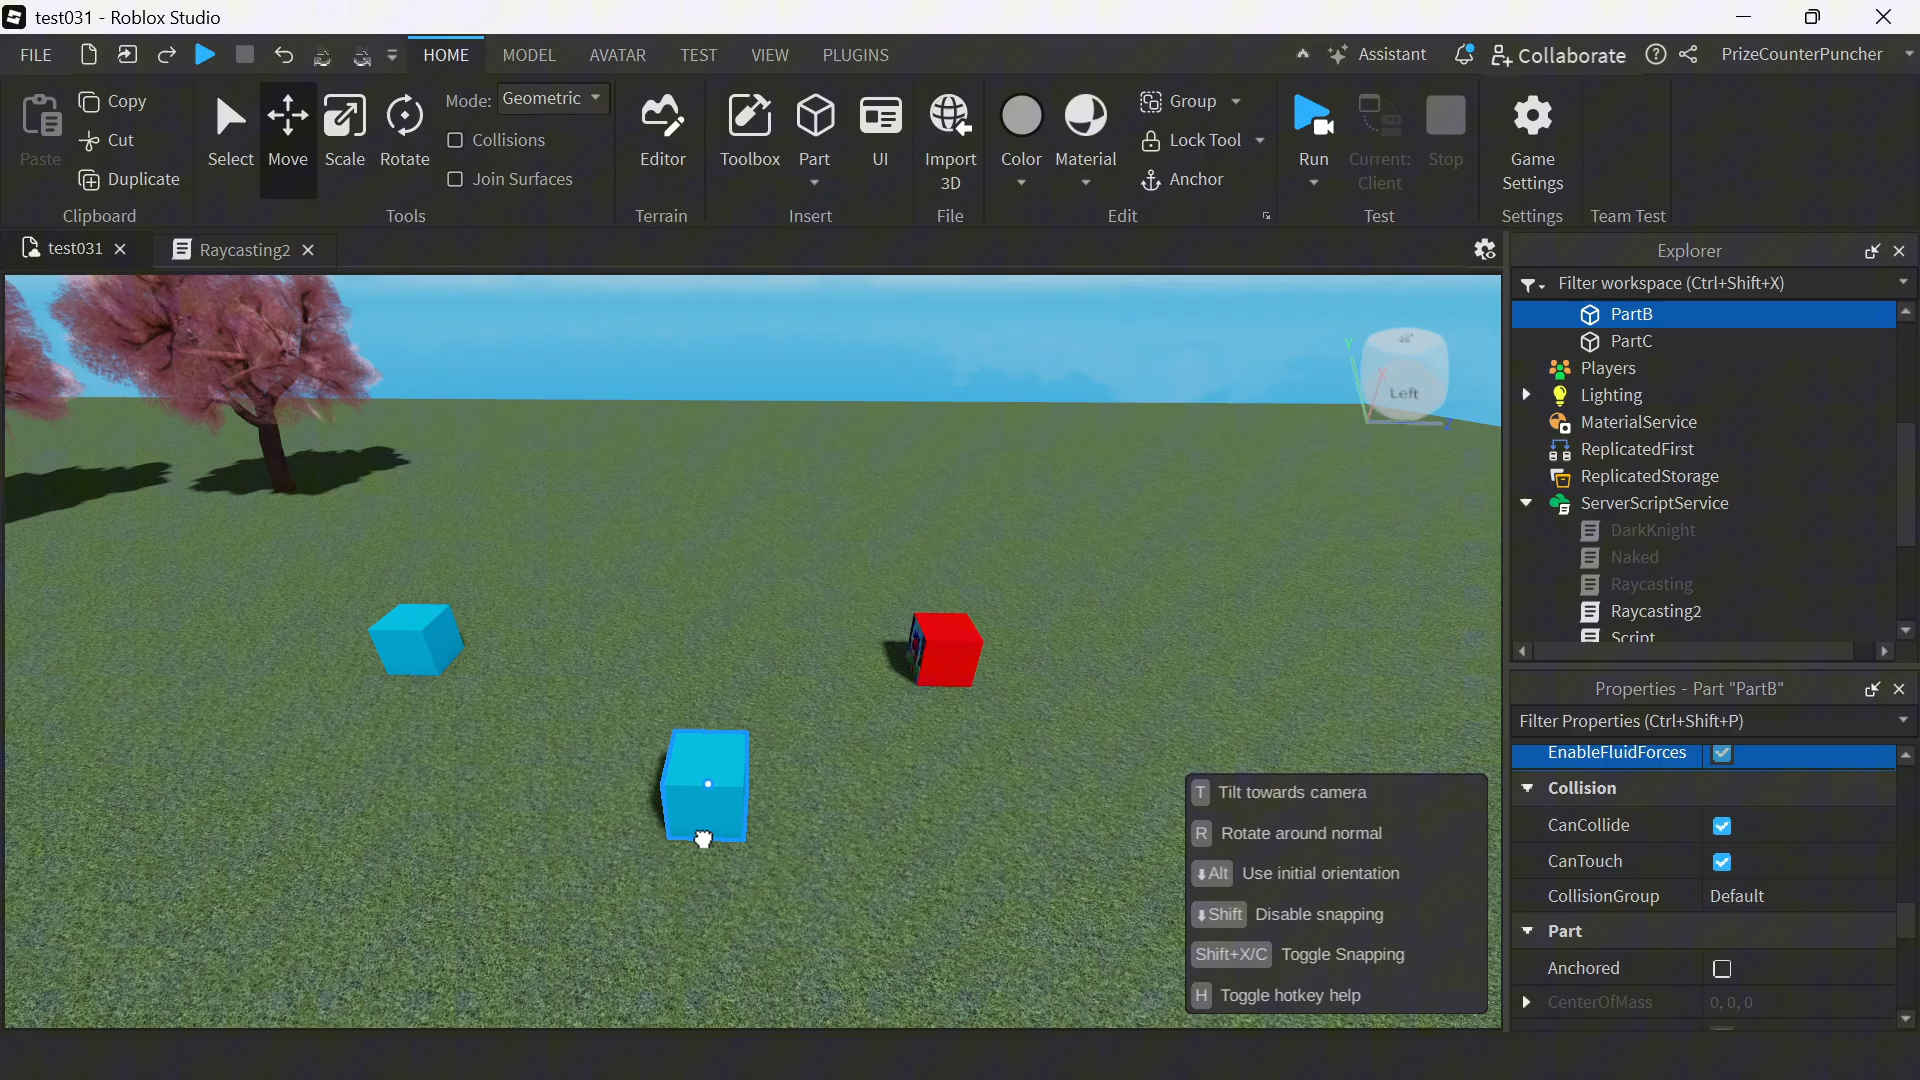 test031 - Roblox Studio
FILE
HOME
MODEL
AVATAR
TEST
VIEW
PLUGINS
Assistant
Collaborate
PrizeCounterPuncher
Paste
Copy
Cut
Duplicate
Clipboard
Select
Move
Scale
Rotate
Mode: Geometric
Collisions
Join Surfaces
Tools
Editor
Terrain
Toolbox
Part
UI
Insert
Import
3D
File
Color
Material
Group
Lock Tool
Anchor
Edit
Run
Current:
Client
Stop
Test
Game
Settings
Settings
Team Test
test031
Raycasting2
Y
X
Left
Z
T Tilt towards camera
R Rotate around normal
Alt Use initial orientation
Shift Disable snapping
Shift+X/C Toggle Snapping
H Toggle hotkey help
Explorer
Filter workspace (Ctrl+Shift+X)
PartB
PartC
Players
Lighting
MaterialService
ReplicatedFirst
ReplicatedStorage
ServerScriptService
DarkKnight
Naked
Raycasting
Raycasting2
Script
Properties - Part "PartB"
Filter Properties (Ctrl+Shift+P)
EnableFluidForces
Collision
CanCollide
CanTouch
CollisionGroup Default
Part
Anchored
CenterOfMass 0, 0, 0